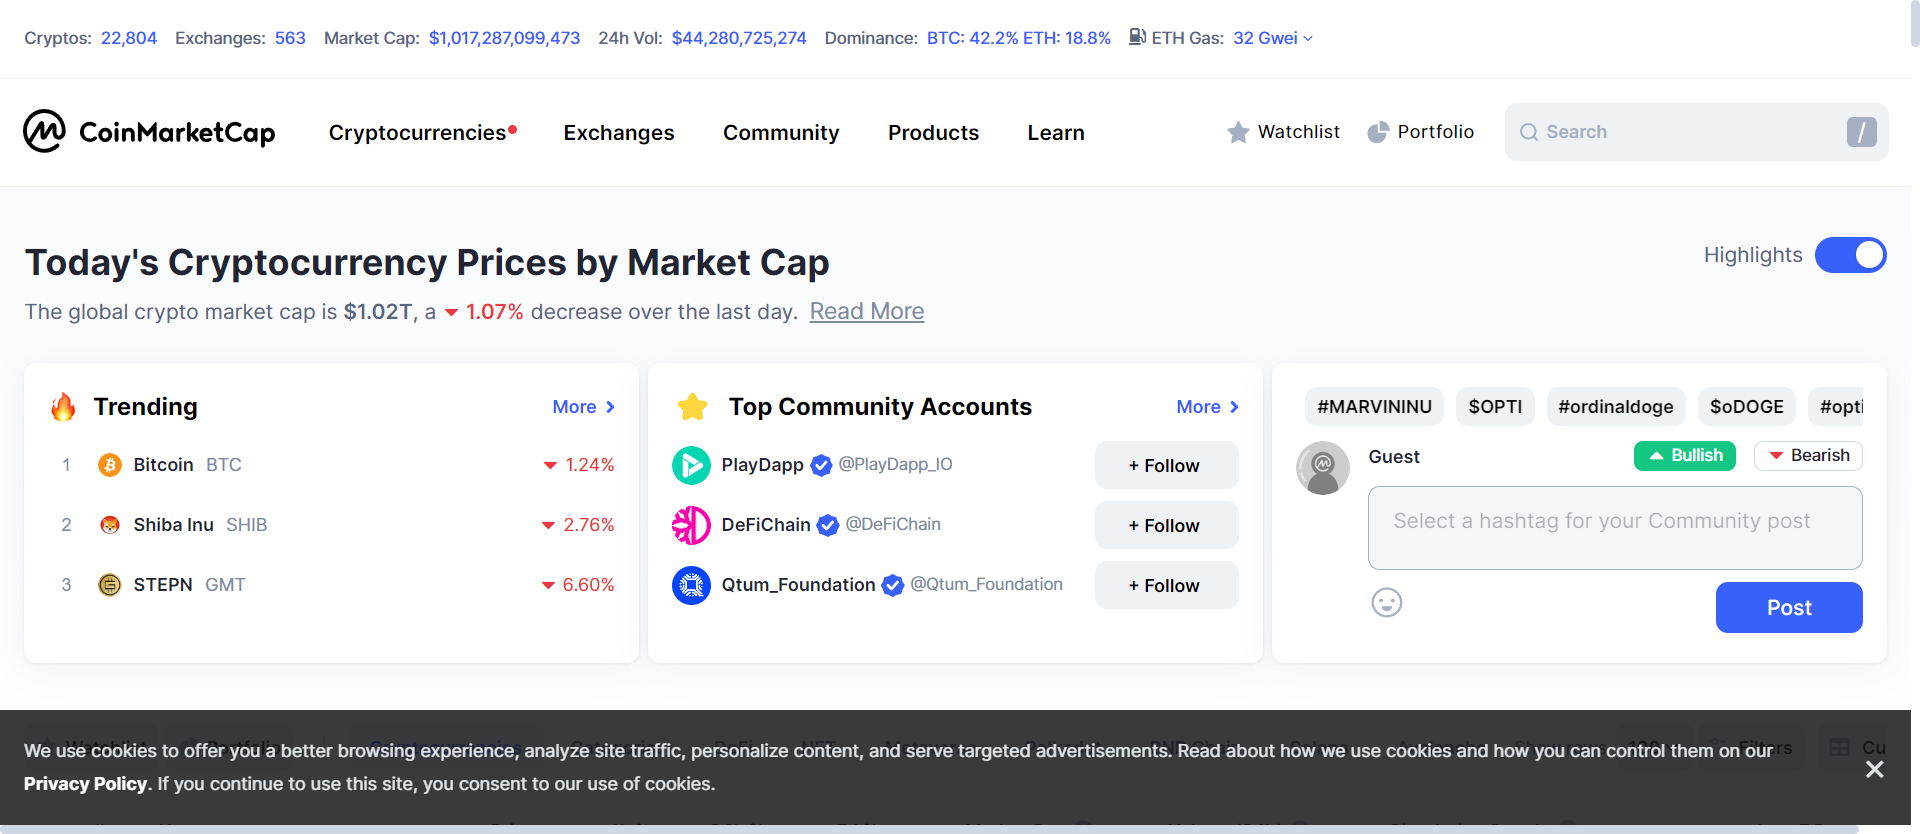 Cryptos: 22,804 Exchanges: 563 Market Cap: $1,017,287,099,473 24h Vol: $44,280,725,274 Dominance: BTC: 42.2% ETH: 18.8% ETH Gas: 32 Gwei
CoinMarketCap Cryptocurrencies Exchanges Community Products Learn Watchlist Portfolio Search /
Today's Cryptocurrency Prices by Market Cap
Highlights
The global crypto market cap is $1.02T, a 1.07% decrease over the last day. Read More
Trending More
1 Bitcoin BTC 1.24%
2 Shiba Inu SHIB 2.76%
3 STEPN GMT 6.60%
Top Community Accounts More
PlayDapp @PlayDapp_IO + Follow
DeFiChain @DeFiChain + Follow
Qtum_Foundation @Qtum_Foundation + Follow
#MARVININU $OPTI #ordinaldoge $oDOGE #opti
Guest Bullish Bearish
Select a hashtag for your Community post
Post
We use cookies to offer you a better browsing experience, analyze site traffic, personalize content, and serve targeted advertisements. Read about how we use cookies and how you can control them on our
Privacy Policy. If you continue to use this site, you consent to our use of cookies.